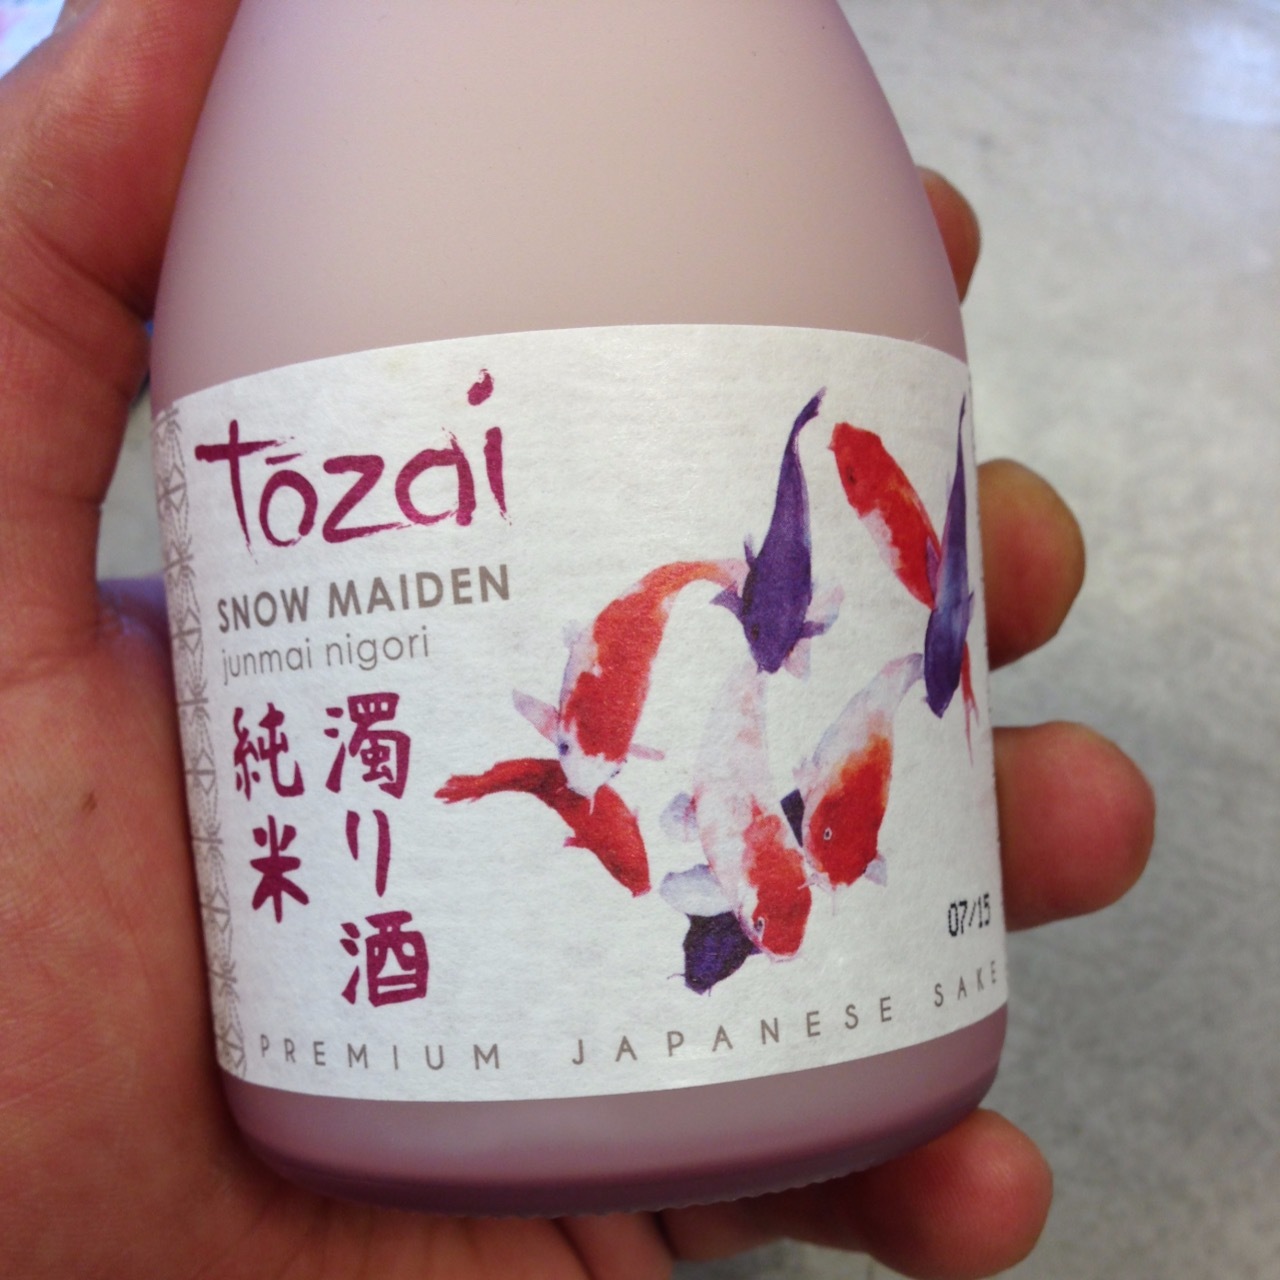 tōzai
SNOW MAIDEN
junmai nigori
濁り酒
純米
07/15
PREMIUM JAPANESE SAKE